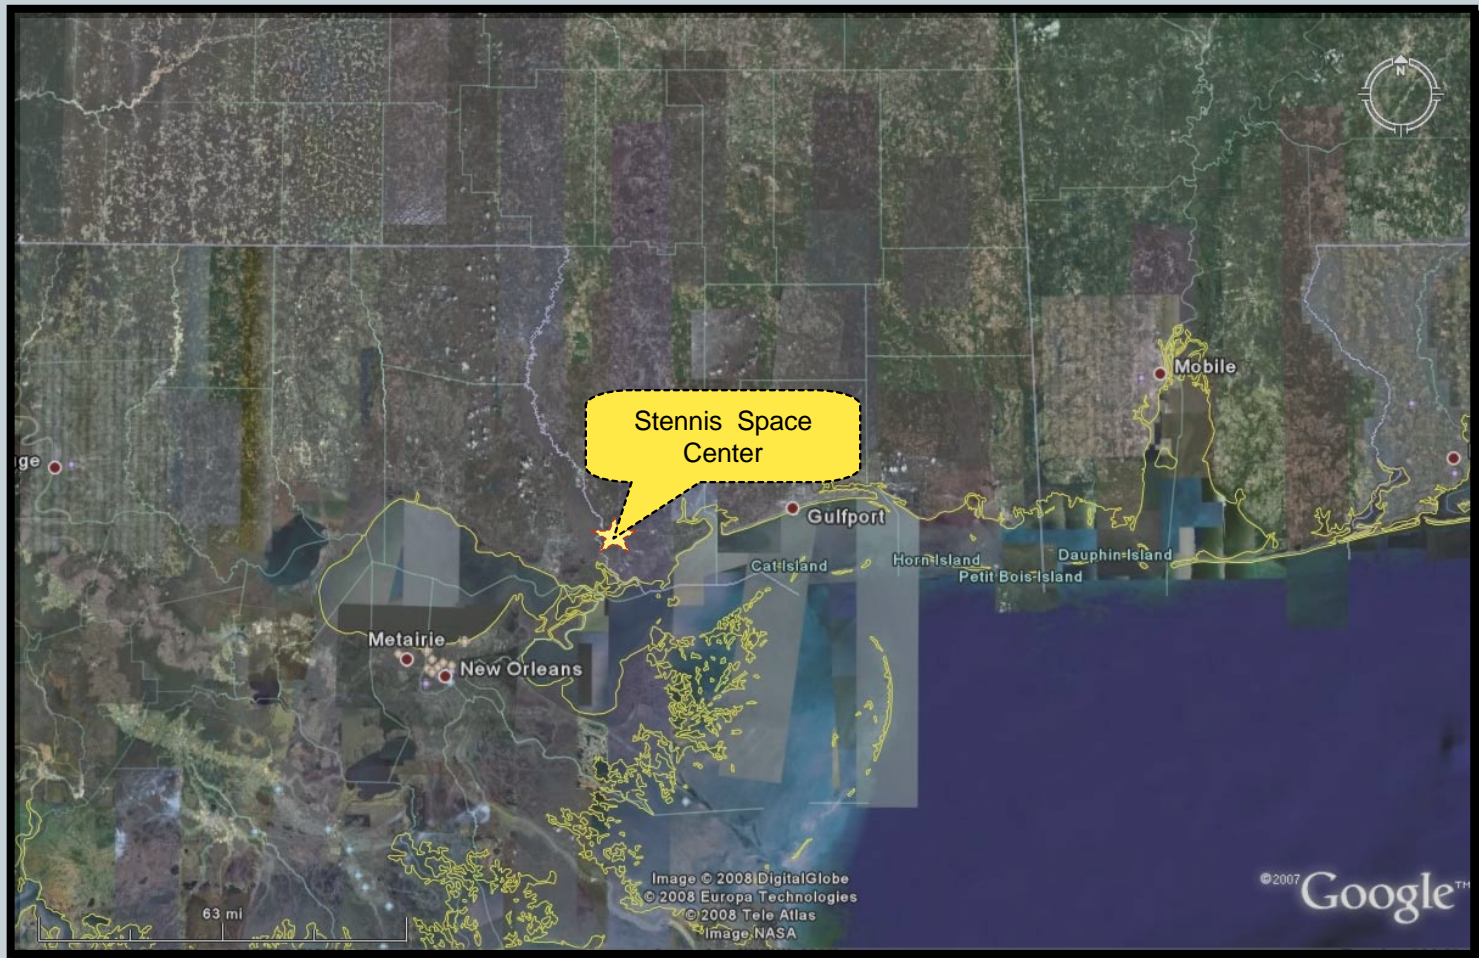 N
Mobile
Stennis Space
Center
ge
Gulfport
Cat Island
Horn Island
Dauphin Island
Petit Bois Island
Metairie
New Orleans
Image © 2008 DigitalGlobe
© 2008 Europa Technologies
© 2008 Tele Atlas
Image NASA
63 mi
©2007 Google™